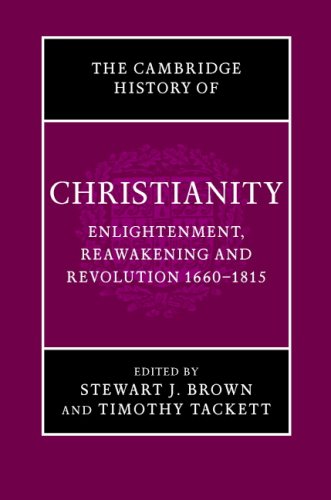 THE CAMBRIDGE
HISTORY OF
CHRISTIANITY
ENLIGHTENMENT,
REAWAKENING AND
REVOLUTION 1660–1815
EDITED BY
STEWART J. BROWN
AND TIMOTHY TACKETT